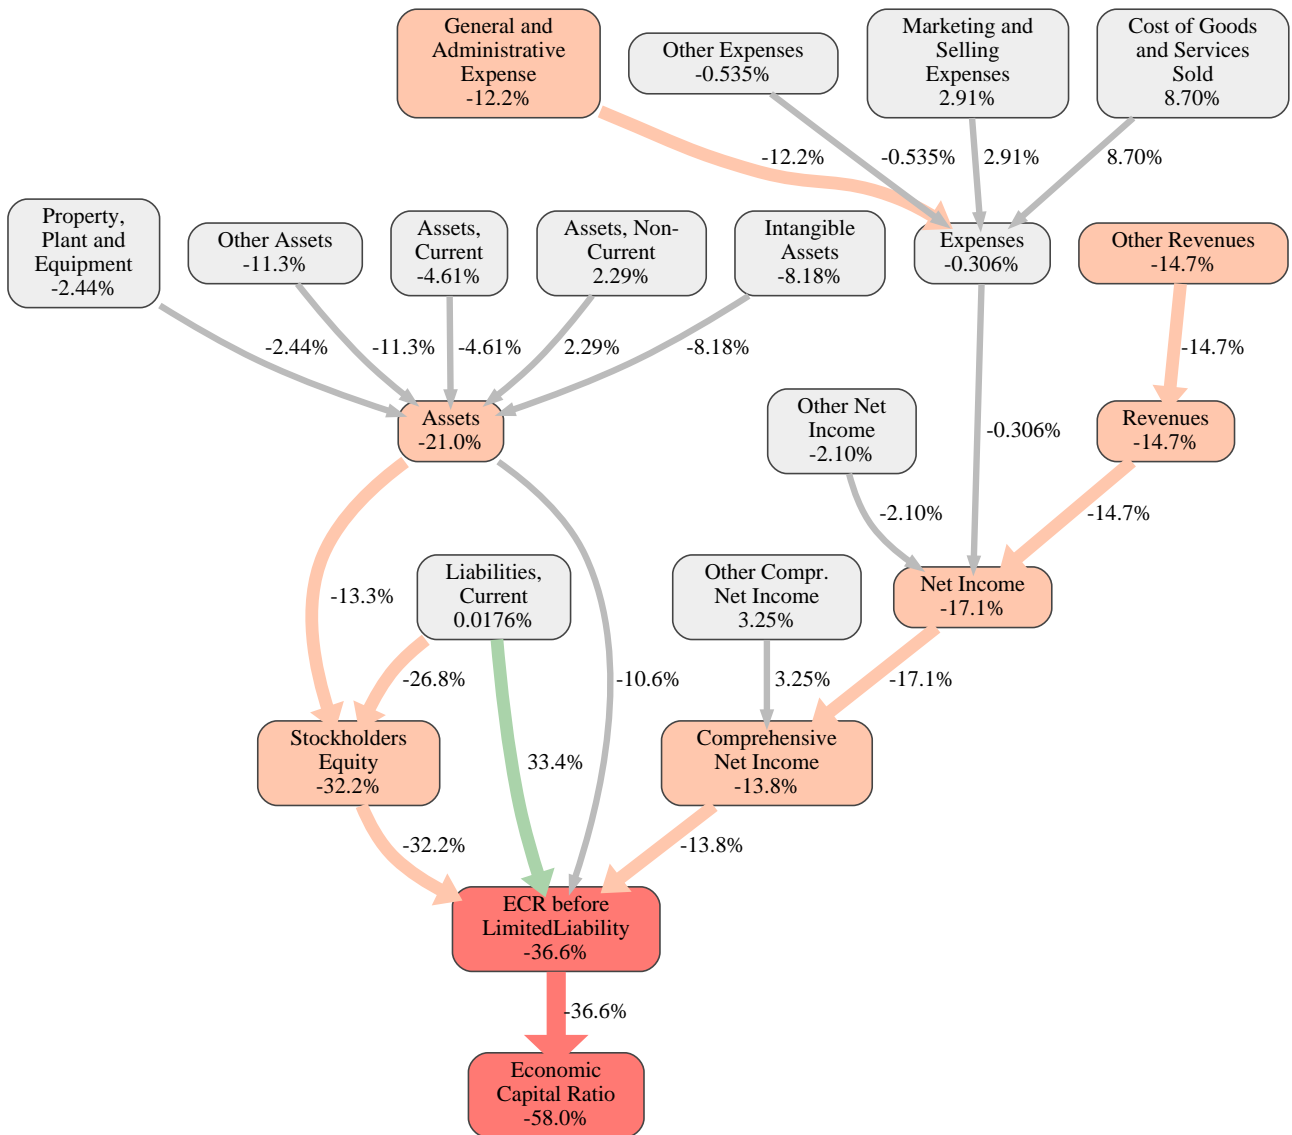 General and
Administrative
Expense
-12.2%
Other Expenses
-0.535%
Marketing and
Selling
Expenses
2.91%
Cost of Goods
and Services
Sold
8.70%
-12.2%
-0.535%
2.91%
8.70%
Property,
Plant and
Equipment
-2.44%
Other Assets
-11.3%
Assets,
Current
-4.61%
Assets, Non-
Current
2.29%
Intangible
Assets
-8.18%
Expenses
-0.306%
Other Revenues
-14.7%
-2.44%
-11.3%
-4.61%
2.29%
-8.18%
-14.7%
Assets
-21.0%
Other Net
Income
-2.10%
-0.306%
Revenues
-14.7%
-2.10%
-14.7%
Liabilities,
Current
0.0176%
Other Compr.
Net Income
3.25%
Net Income
-17.1%
-13.3%
-26.8%
-10.6%
3.25%
-17.1%
Stockholders
Equity
-32.2%
33.4%
Comprehensive
Net Income
-13.8%
-32.2%
-13.8%
ECR before
LimitedLiability
-36.6%
-36.6%
Economic
Capital Ratio
-58.0%